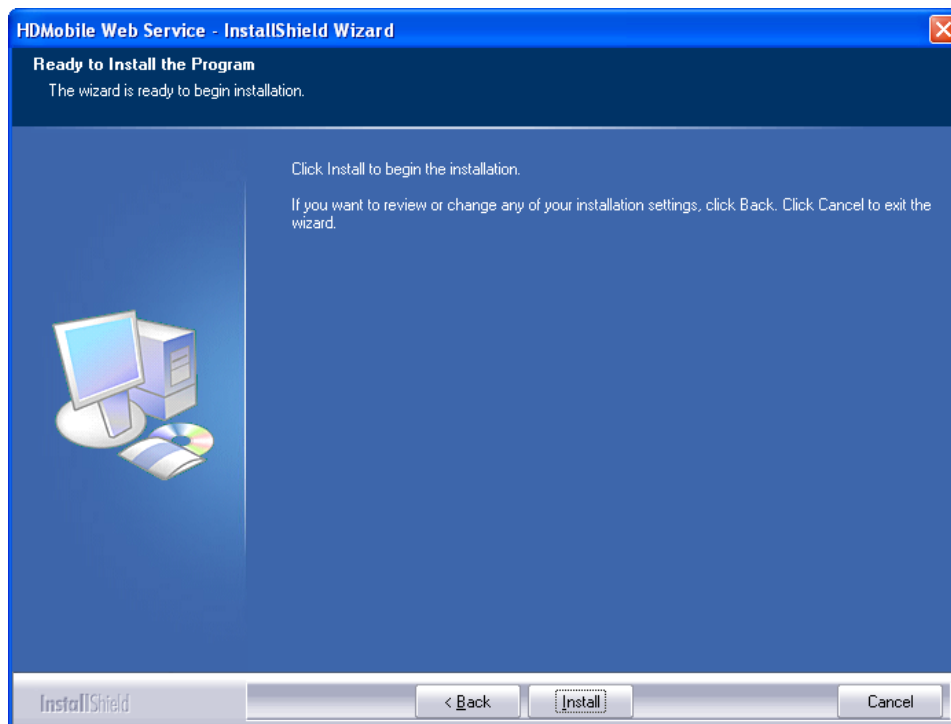 HDMobile Web Service - InstallShield Wizard
Ready to Install the Program
The wizard is ready to begin installation.
Click Install to begin the installation.
If you want to review or change any of your installation settings, click Back. Click Cancel to exit the
wizard.
InstallShield
< Back
Install
Cancel